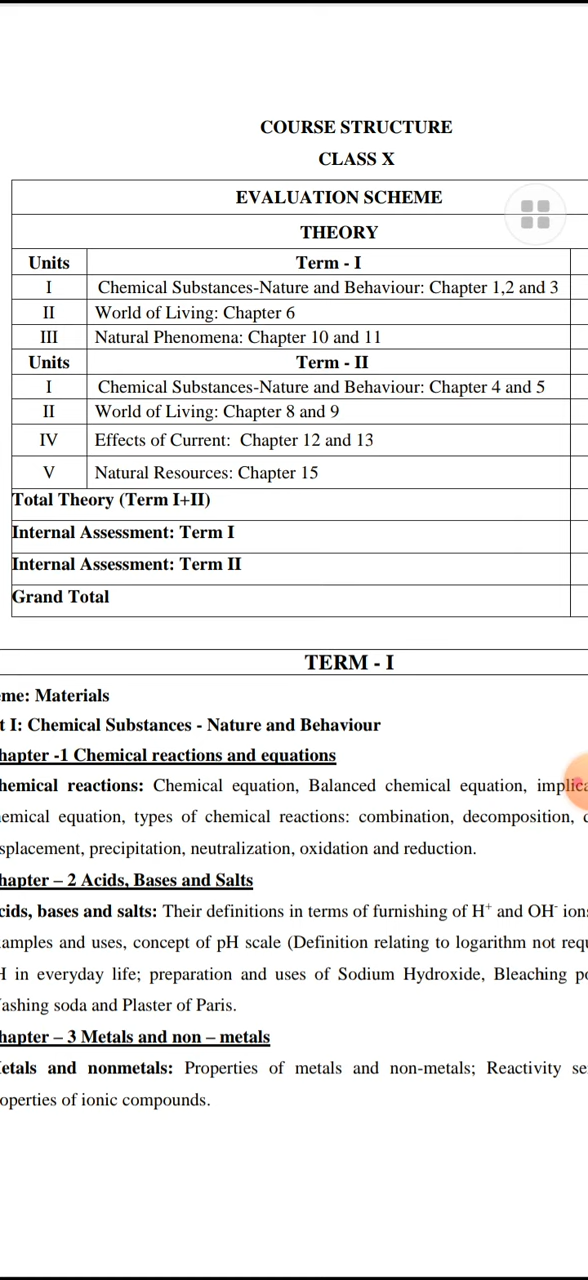 COURSE STRUCTURE
CLASS X
EVALUATION SCHEME
THEORY
Units Term - I
I Chemical Substances-Nature and Behaviour: Chapter 1,2 and 3
II World of Living: Chapter 6
III Natural Phenomena: Chapter 10 and 11
Units Term - II
I Chemical Substances-Nature and Behaviour: Chapter 4 and 5
II World of Living: Chapter 8 and 9
IV Effects of Current: Chapter 12 and 13
V Natural Resources: Chapter 15
Total Theory (Term I+II)
Internal Assessment: Term I
Internal Assessment: Term II
Grand Total
TERM - I
eme: Materials
t I: Chemical Substances - Nature and Behaviour
hapter -1 Chemical reactions and equations
hemical reactions: Chemical equation, Balanced chemical equation, implica
emical equation, types of chemical reactions: combination, decomposition,
splacement, precipitation, neutralization, oxidation and reduction.
hapter – 2 Acids, Bases and Salts
cids, bases and salts: Their definitions in terms of furnishing of H⁺ and OH⁻ ions
amples and uses, concept of pH scale (Definition relating to logarithm not requ
H in everyday life; preparation and uses of Sodium Hydroxide, Bleaching po
ashing soda and Plaster of Paris.
hapter – 3 Metals and non – metals
etals and nonmetals: Properties of metals and non-metals; Reactivity se
operties of ionic compounds.